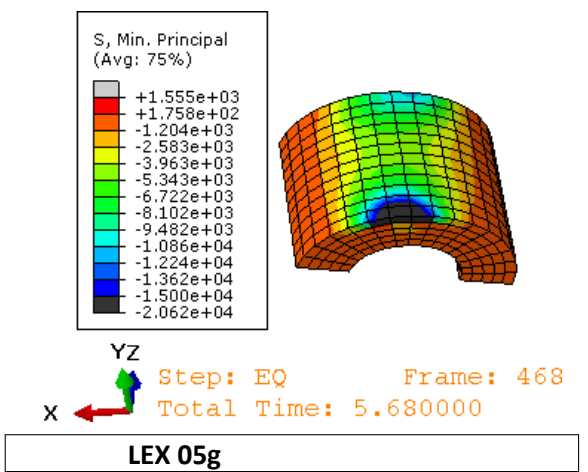 S, Min. Principal
(Avg: 75%)
+1.555e+03
+1.758e+02
-1.204e+03
-2.583e+03
-3.963e+03
-5.343e+03
-6.722e+03
-8.102e+03
-9.482e+03
-1.086e+04
-1.224e+04
-1.362e+04
-1.500e+04
-2.062e+04
Y Z
X
Step: EQ Frame: 468
Total Time: 5.680000
LEX 05g